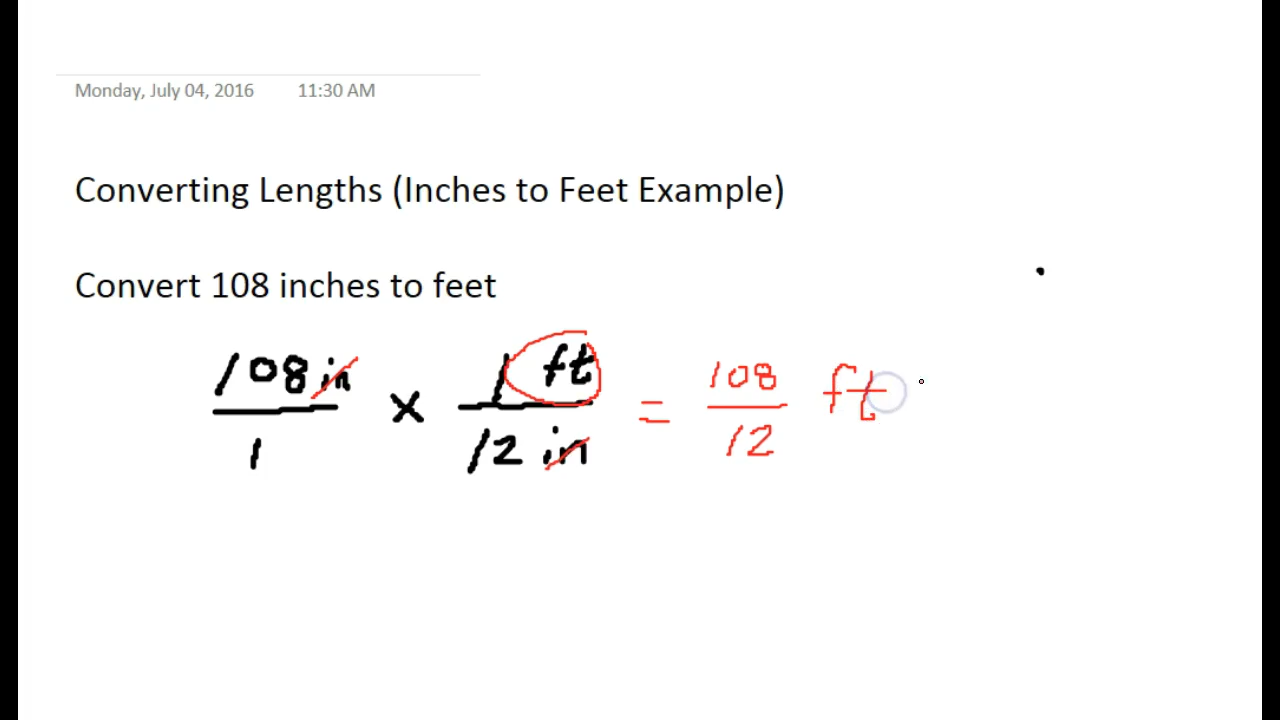 Monday, July 04, 2016 11:30 AM
Converting Lengths (Inches to Feet Example)
Convert 108 inches to feet
108 in / 1 × 1 ft / 12 in = 108 / 12 ft